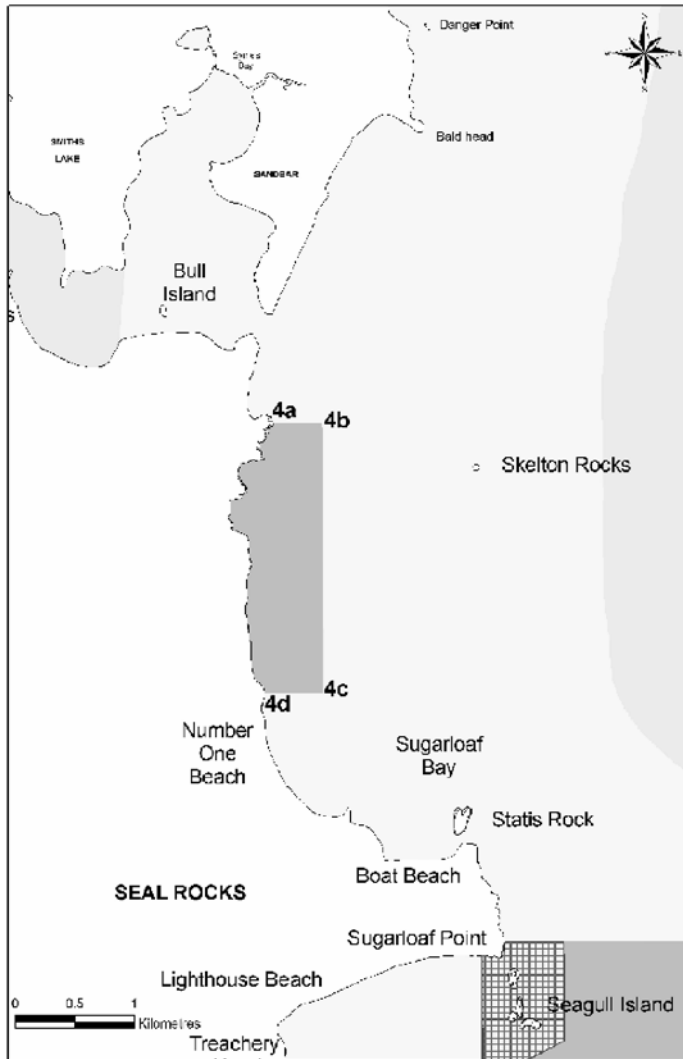 Danger Point
Bald head
SMITHS
LAKE
SANDBAR
Bull
Island
4a
4b
Skelton Rocks
4d
4c
Number
One
Beach
Sugarloaf
Bay
Statis Rock
Boat Beach
SEAL ROCKS
Sugarloaf Point
Lighthouse Beach
Seagull Island
0 0.5 1
Kilometres
Treachery